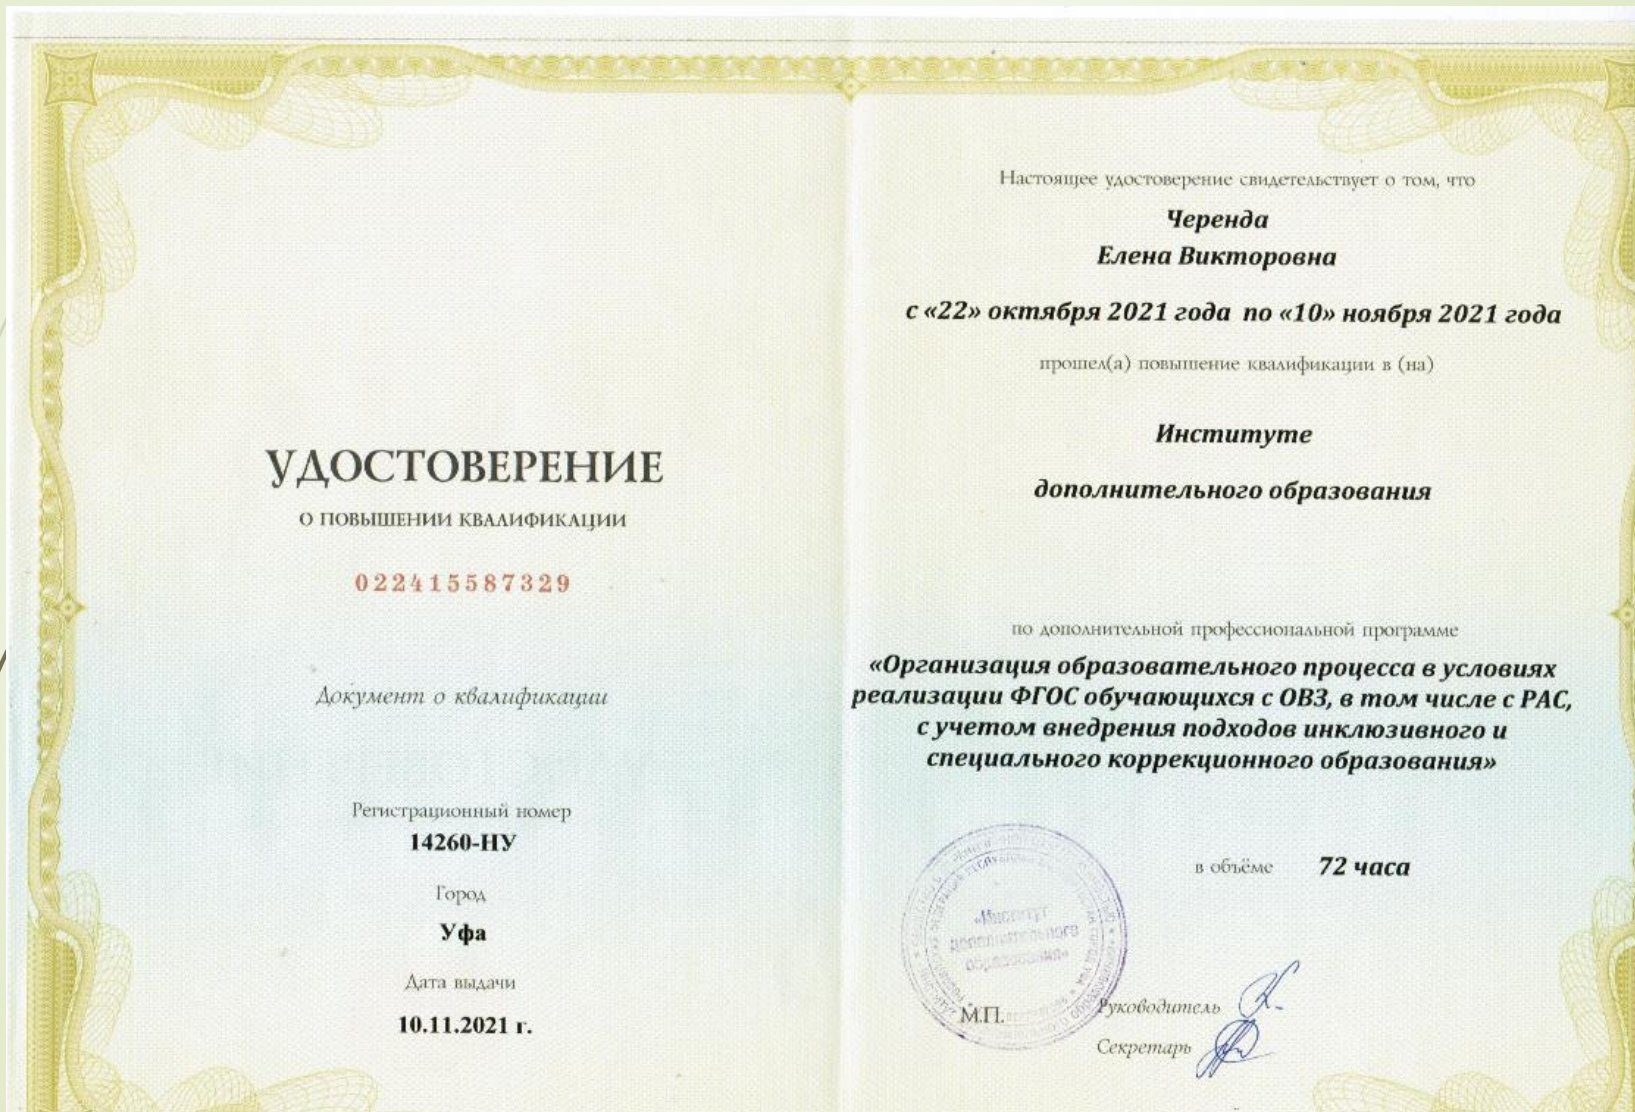 УДОСТОВЕРЕНИЕ
О ПОВЫШЕНИИ КВАЛИФИКАЦИИ
022415587329
Документ о квалификации
Регистрационный номер
14260-НУ
Город
Уфа
Дата выдачи
10.11.2021 г.
Настоящее удостоверение свидетельствует о том, что
Черенда
Елена Викторовна
с «22» октября 2021 года по «10» ноября 2021 года
прошел(а) повышение квалификации в (на)
Институте
дополнительного образования
по дополнительной профессиональной программе
«Организация образовательного процесса в условиях
реализации ФГОС обучающихся с ОВЗ, в том числе с РАС,
с учетом внедрения подходов инклюзивного и
специального коррекционного образования»
в объёме 72 часа
«Институт
дополнительного
образования»
М.П.
Руководитель
Секретарь